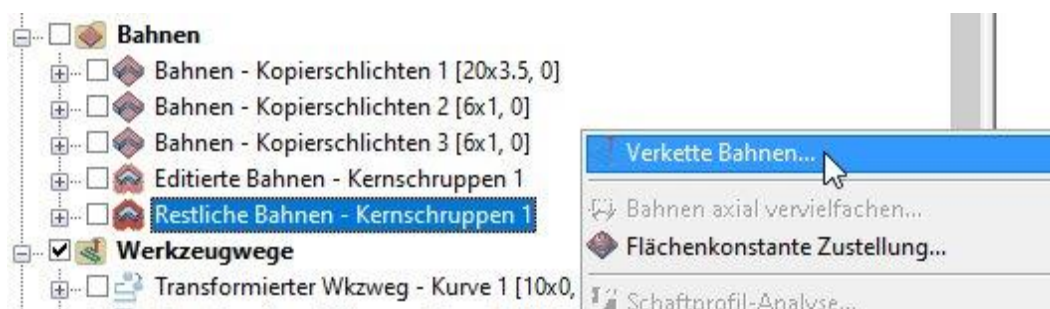 Bahnen
Bahnen - Kopierschlichten 1 [20x3.5, 0]
Bahnen - Kopierschlichten 2 [6x1, 0]
Bahnen - Kopierschlichten 3 [6x1, 0]
Editierte Bahnen - Kernschruppen 1
Restliche Bahnen - Kernschruppen 1
Werkzeugwege
Transformierter Wkzweg - Kurve 1 [10x0,
Verkette Bahnen...
Bahnen axial vervielfachen...
Flächenkonstante Zustellung...
Schaftprofil-Analyse...